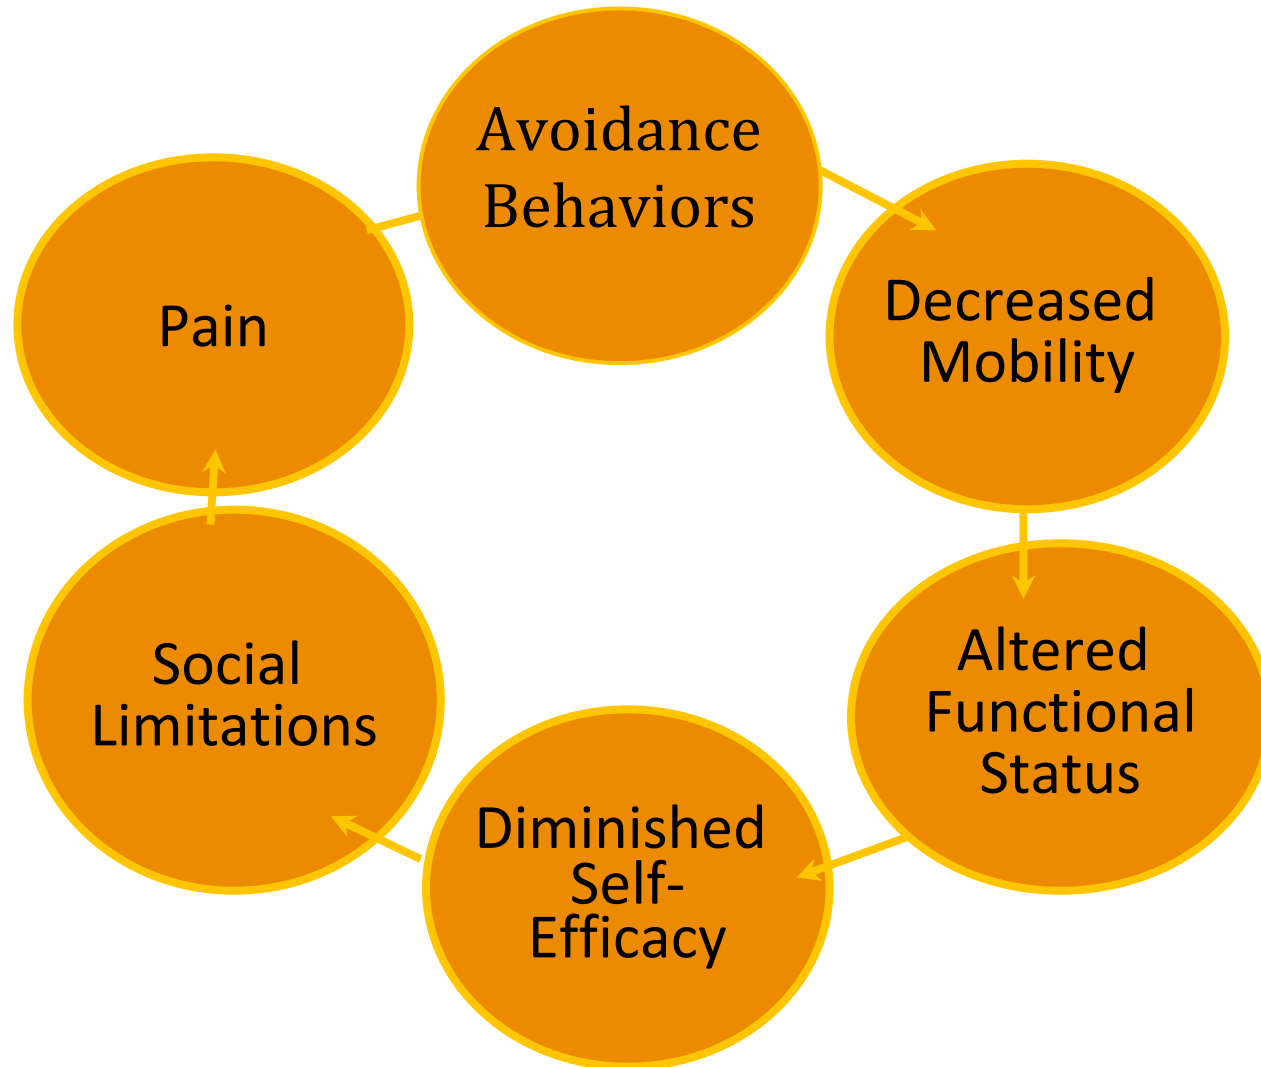 Avoidance
Behaviors
Decreased
Mobility
Altered
Functional
Status
Diminished
Self-
Efficacy
Social
Limitations
Pain